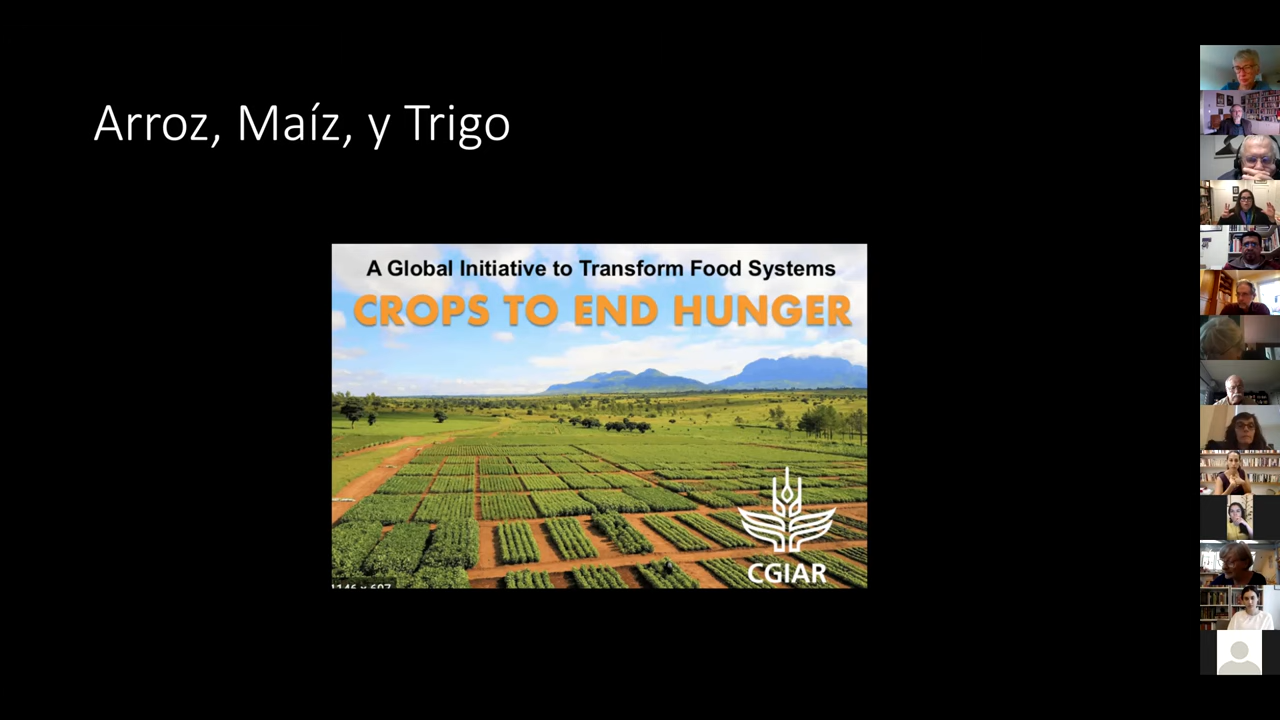 Arroz, Maíz, y Trigo
A Global Initiative to Transform Food Systems
CROPS TO END HUNGER
CGIAR